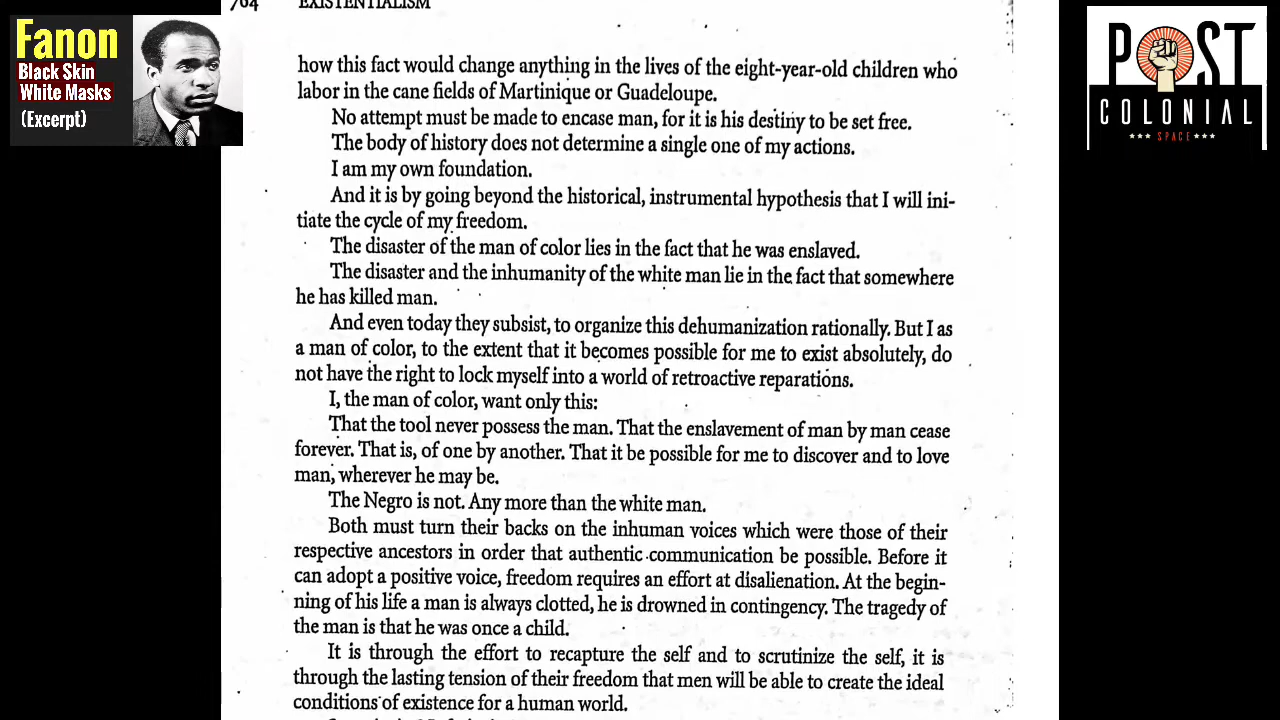 Fanon
Black Skin
White Masks
(Excerpt)
764 EXISTENTIALISM
how this fact would change anything in the lives of the eight-year-old children who
labor in the cane fields of Martinique or Guadeloupe.
No attempt must be made to encase man, for it is his destiny to be set free.
The body of history does not determine a single one of my actions.
I am my own foundation.
And it is by going beyond the historical, instrumental hypothesis that I will ini-
tiate the cycle of my freedom.
The disaster of the man of color lies in the fact that he was enslaved.
The disaster and the inhumanity of the white man lie in the fact that somewhere
he has killed man.
And even today they subsist, to organize this dehumanization rationally. But I as
a man of color, to the extent that it becomes possible for me to exist absolutely, do
not have the right to lock myself into a world of retroactive reparations.
I, the man of color, want only this:
That the tool never possess the man. That the enslavement of man by man cease
forever. That is, of one by another. That it be possible for me to discover and to love
man, wherever he may be.
The Negro is not. Any more than the white man.
Both must turn their backs on the inhuman voices which were those of their
respective ancestors in order that authentic communication be possible. Before it
can adopt a positive voice, freedom requires an effort at disalienation. At the begin-
ning of his life a man is always clotted, he is drowned in contingency. The tragedy of
the man is that he was once a child.
It is through the effort to recapture the self and to scrutinize the self, it is
through the lasting tension of their freedom that men will be able to create the ideal
conditions of existence for a human world.
POST
COLONIAL
SPACE